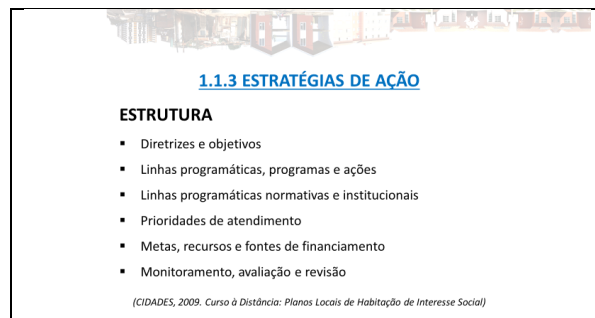 1.1.3 ESTRATÉGIAS DE AÇÃO
ESTRUTURA
▪ Diretrizes e objetivos
▪ Linhas programáticas, programas e ações
▪ Linhas programáticas normativas e institucionais
▪ Prioridades de atendimento
▪ Metas, recursos e fontes de financiamento
▪ Monitoramento, avaliação e revisão
(CIDADES, 2009. Curso à Distância: Planos Locais de Habitação de Interesse Social)